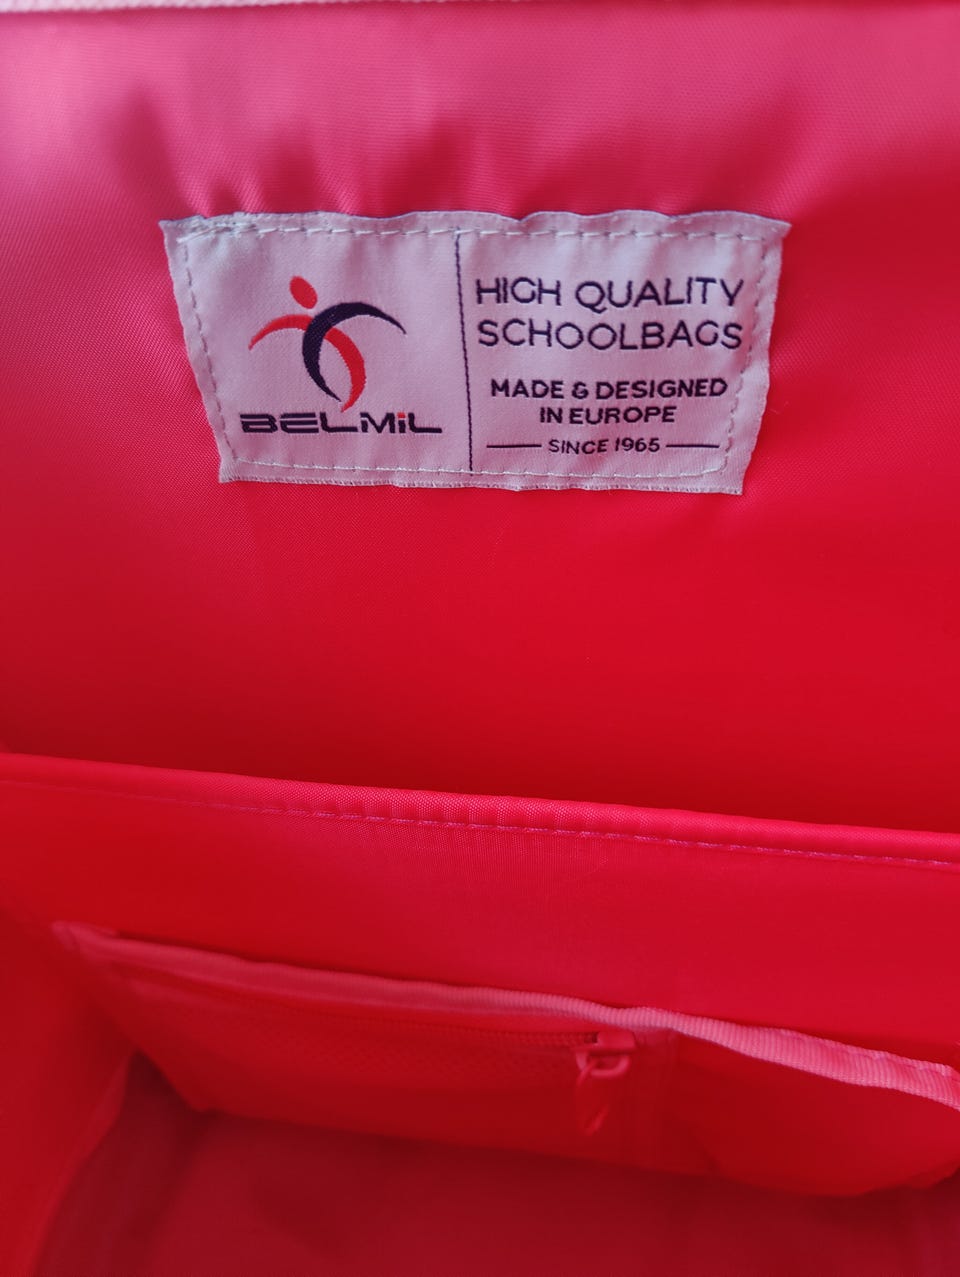 BELMiL
HIGH QUALITY
SCHOOLBAGS
MADE & DESIGNED
IN EUROPE
SINCE 1965